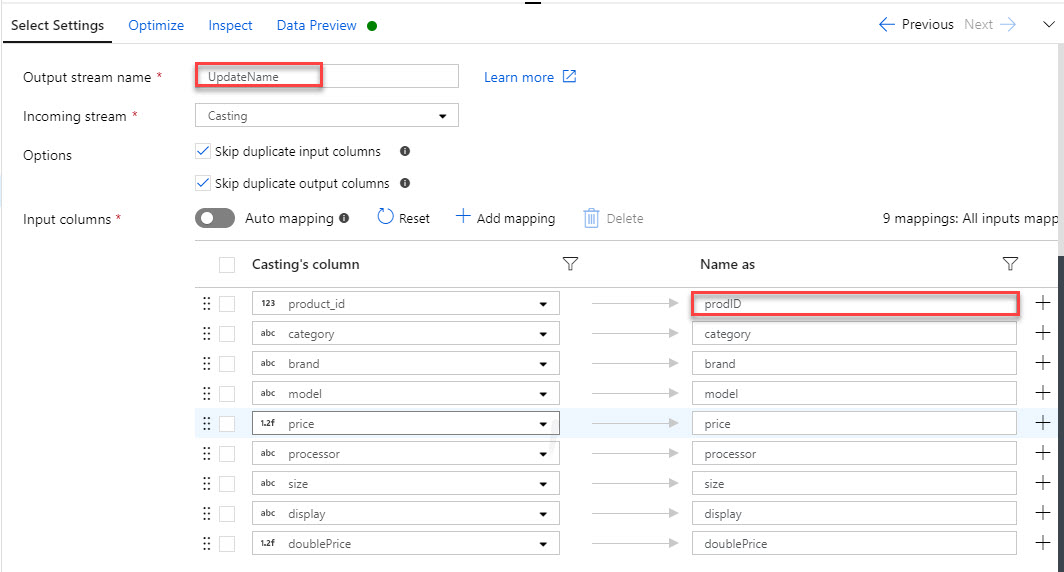 Select Settings Optimize Inspect Data Preview Previous Next
Output stream name * UpdateName Learn more
Incoming stream * Casting
Options Skip duplicate input columns
Skip duplicate output columns
Input columns * Auto mapping Reset Add mapping Delete 9 mappings: All inputs mapp
Casting's column Name as
123 product_id prodID
abc category category
abc brand brand
abc model model
1.2f price price
abc processor processor
abc size size
abc display display
1.2f doublePrice doublePrice